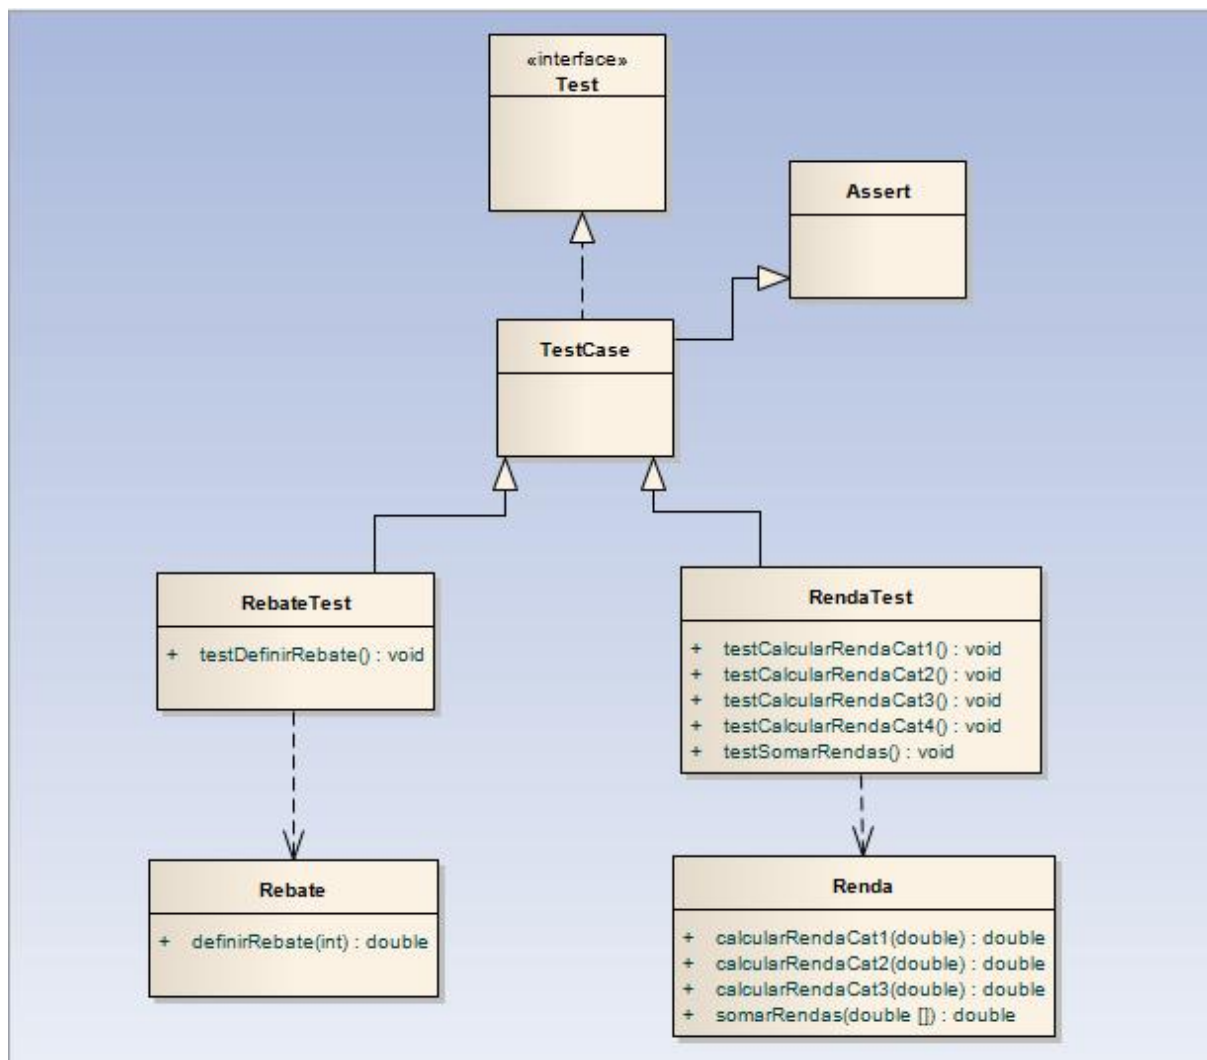 «interface»
Test
Assert
TestCase
RebateTest
+ testDefinirRebate() : void
RendaTest
+ testCalcularRendaCat1() : void
+ testCalcularRendaCat2() : void
+ testCalcularRendaCat3() : void
+ testCalcularRendaCat4() : void
+ testSomarRendas() : void
Rebate
+ definirRebate(int) : double
Renda
+ calcularRendaCat1(double) : double
+ calcularRendaCat2(double) : double
+ calcularRendaCat3(double) : double
+ somarRendas(double []) : double